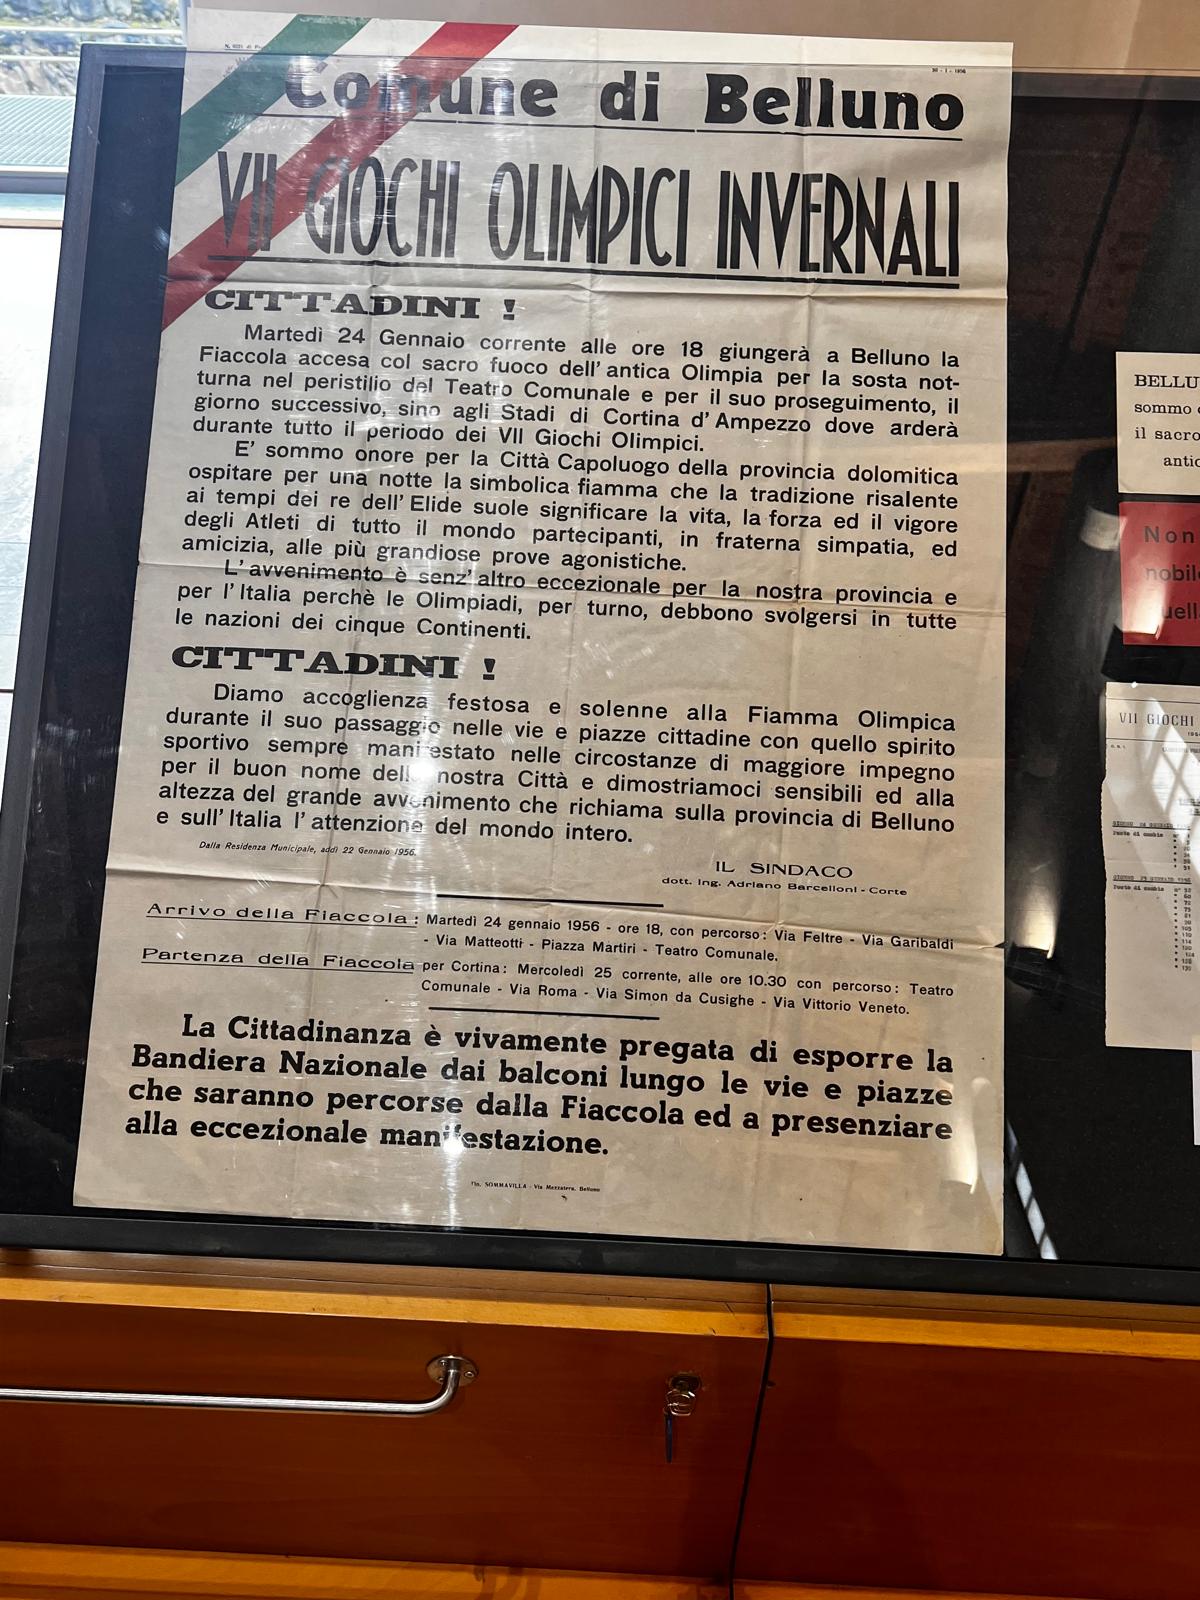 Comune di Belluno
VII GIOCHI OLIMPICI INVERNALI
CITTADINI !
Martedì 24 Gennaio corrente alle ore 18 giungerà a Belluno la
Fiaccola accesa col sacro fuoco dell'antica Olimpia per la sosta not-
turna nel peristilio del Teatro Comunale e per il suo proseguimento, il
giorno successivo, sino agli Stadi di Cortina d'Ampezzo dove arderà
durante tutto il periodo dei VII Giochi Olimpici.
E' sommo onore per la Città Capoluogo della provincia dolomitica
ospitare per una notte la simbolica fiamma che la tradizione risalente
ai tempi dei re dell'Elide suole significare la vita, la forza ed il vigore
degli Atleti di tutto il mondo partecipanti, in fraterna simpatia, ed
amicizia, alle più grandiose prove agonistiche.
L'avvenimento è senz'altro eccezionale per la nostra provincia e
per l'Italia perchè le Olimpiadi, per turno, debbono svolgersi in tutte
le nazioni dei cinque Continenti.
CITTADINI !
Diamo accoglienza festosa e solenne alla Fiamma Olimpica
durante il suo passaggio nelle vie e piazze cittadine con quello spirito
sportivo sempre manifestato nelle circostanze di maggiore impegno
per il buon nome della nostra Città e dimostriamoci sensibili ed alla
altezza del grande avvenimento che richiama sulla provincia di Belluno
e sull'Italia l'attenzione del mondo intero.
Dalla Residenza Municipale, addì 22 Gennaio 1956.
IL SINDACO
dott. Ing. Adriano Barcelloni - Corte
Arrivo della Fiaccola : Martedì 24 gennaio 1956 - ore 18, con percorso: Via Feltre - Via Garibaldi
- Via Matteotti - Piazza Martiri - Teatro Comunale.
Partenza della Fiaccola per Cortina: Mercoledì 25 corrente, alle ore 10.30 con percorso: Teatro
Comunale - Via Roma - Via Simon da Cusighe - Via Vittorio Veneto.
La Cittadinanza è vivamente pregata di esporre la
Bandiera Nazionale dai balconi lungo le vie e piazze
che saranno percorse dalla Fiaccola ed a presenziare
alla eccezionale manifestazione.
Tip. SOMMAVILLA - Via Mezzaterra, Belluno
sommo
il sacro
Non
VII GIOCHI